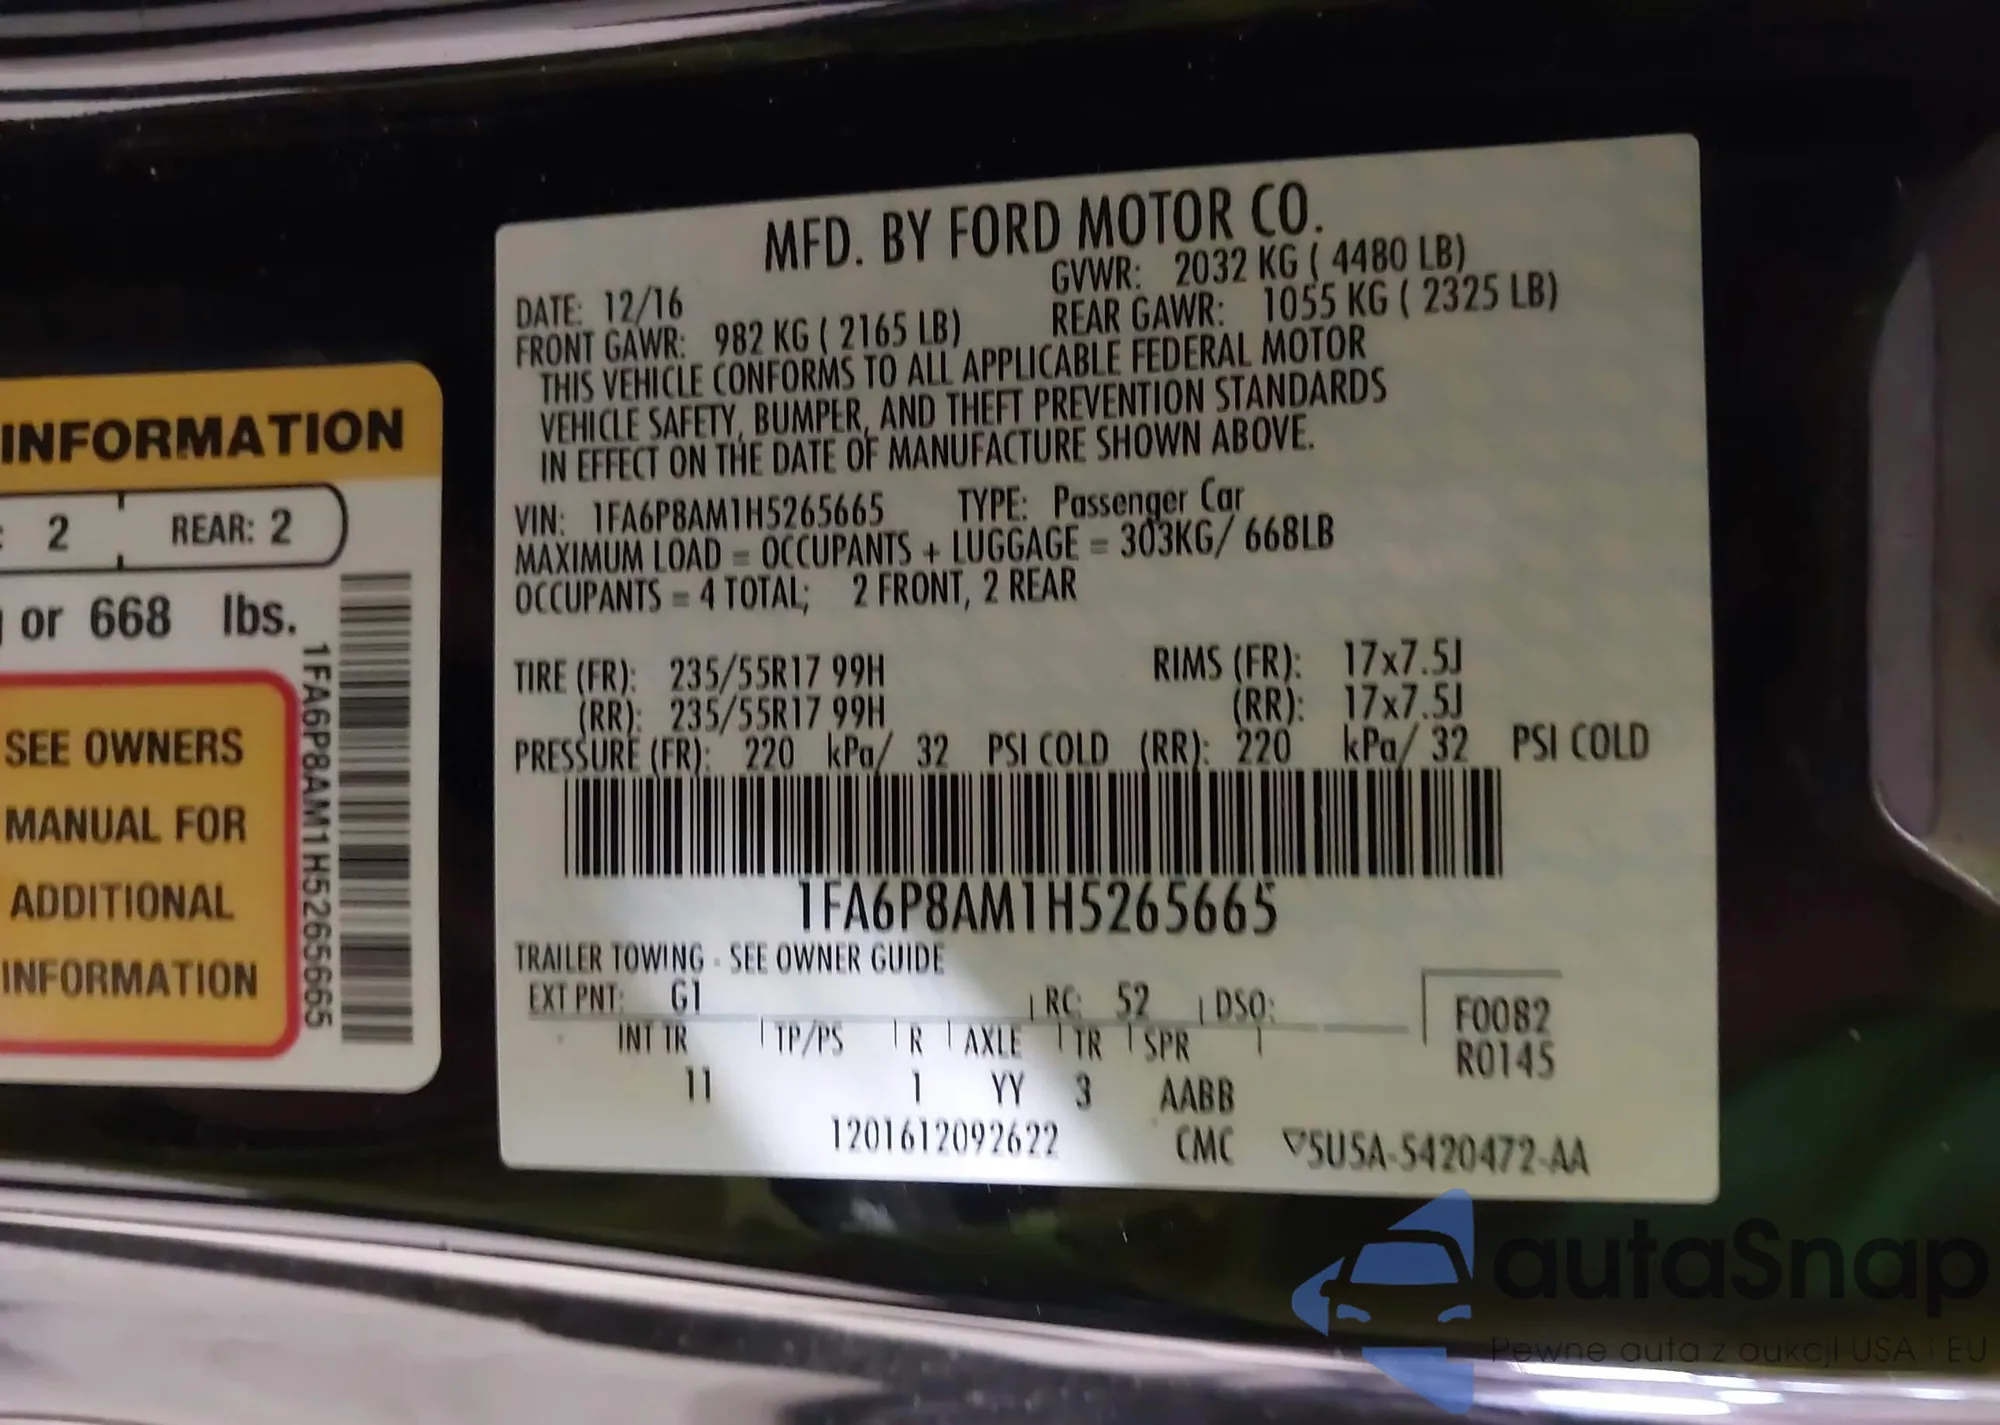 INFORMATION
: 2 REAR: 2
or 668 lbs.
SEE OWNERS
MANUAL FOR
ADDITIONAL
INFORMATION
1FA6P8AM1H5265665
MFD. BY FORD MOTOR CO.
DATE: 12/16 GVWR: 2032 KG ( 4480 LB)
FRONT GAWR: 982 KG ( 2165 LB) REAR GAWR: 1055 KG ( 2325 LB)
THIS VEHICLE CONFORMS TO ALL APPLICABLE FEDERAL MOTOR
VEHICLE SAFETY, BUMPER, AND THEFT PREVENTION STANDARDS
IN EFFECT ON THE DATE OF MANUFACTURE SHOWN ABOVE.
VIN: 1FA6P8AM1H5265665 TYPE: Passenger Car
MAXIMUM LOAD = OCCUPANTS + LUGGAGE = 303KG/ 668LB
OCCUPANTS = 4 TOTAL; 2 FRONT, 2 REAR
TIRE (FR): 235/55R17 99H RIMS (FR): 17x7.5J
(RR): 235/55R17 99H (RR): 17x7.5J
PRESSURE (FR): 220 kPa/ 32 PSI COLD (RR): 220 kPa/ 32 PSI COLD
1FA6P8AM1H5265665
TRAILER TOWING - SEE OWNER GUIDE
EXT PNT: G1 RC: 52 DSO: F0082
INT TR TP/PS R AXLE TR SPR R0145
11 1 YY 3 AABB
1201612092622 CMC ▽5U5A-5420472-AA
autaSnap
Pewne auta z aukcji USA i EU